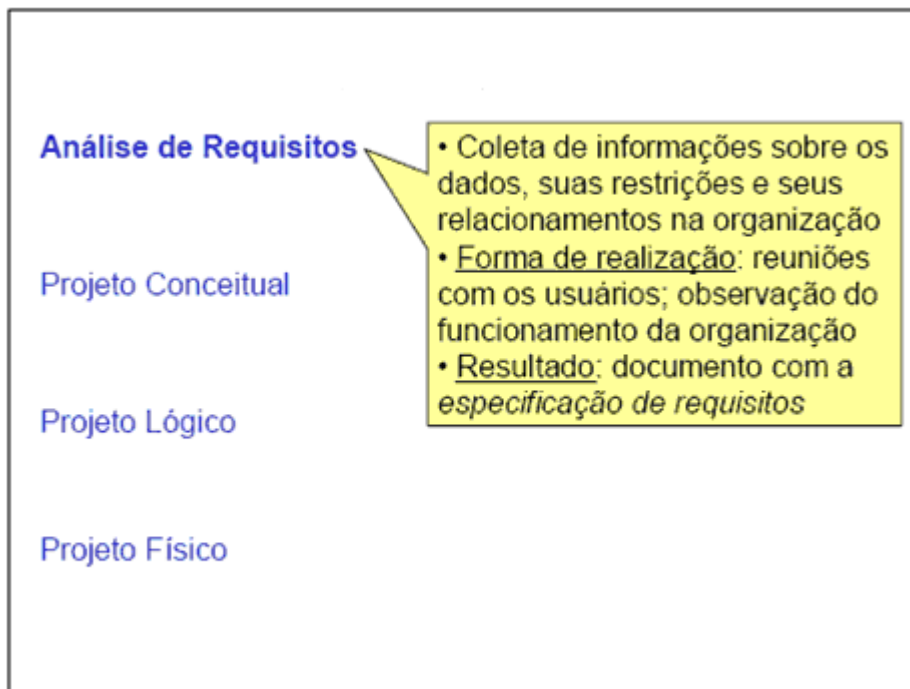 Análise de Requisitos
• Coleta de informações sobre os
dados, suas restrições e seus
relacionamentos na organização
• Forma de realização: reuniões
com os usuários; observação do
funcionamento da organização
• Resultado: documento com a
especificação de requisitos
Projeto Conceitual
Projeto Lógico
Projeto Físico